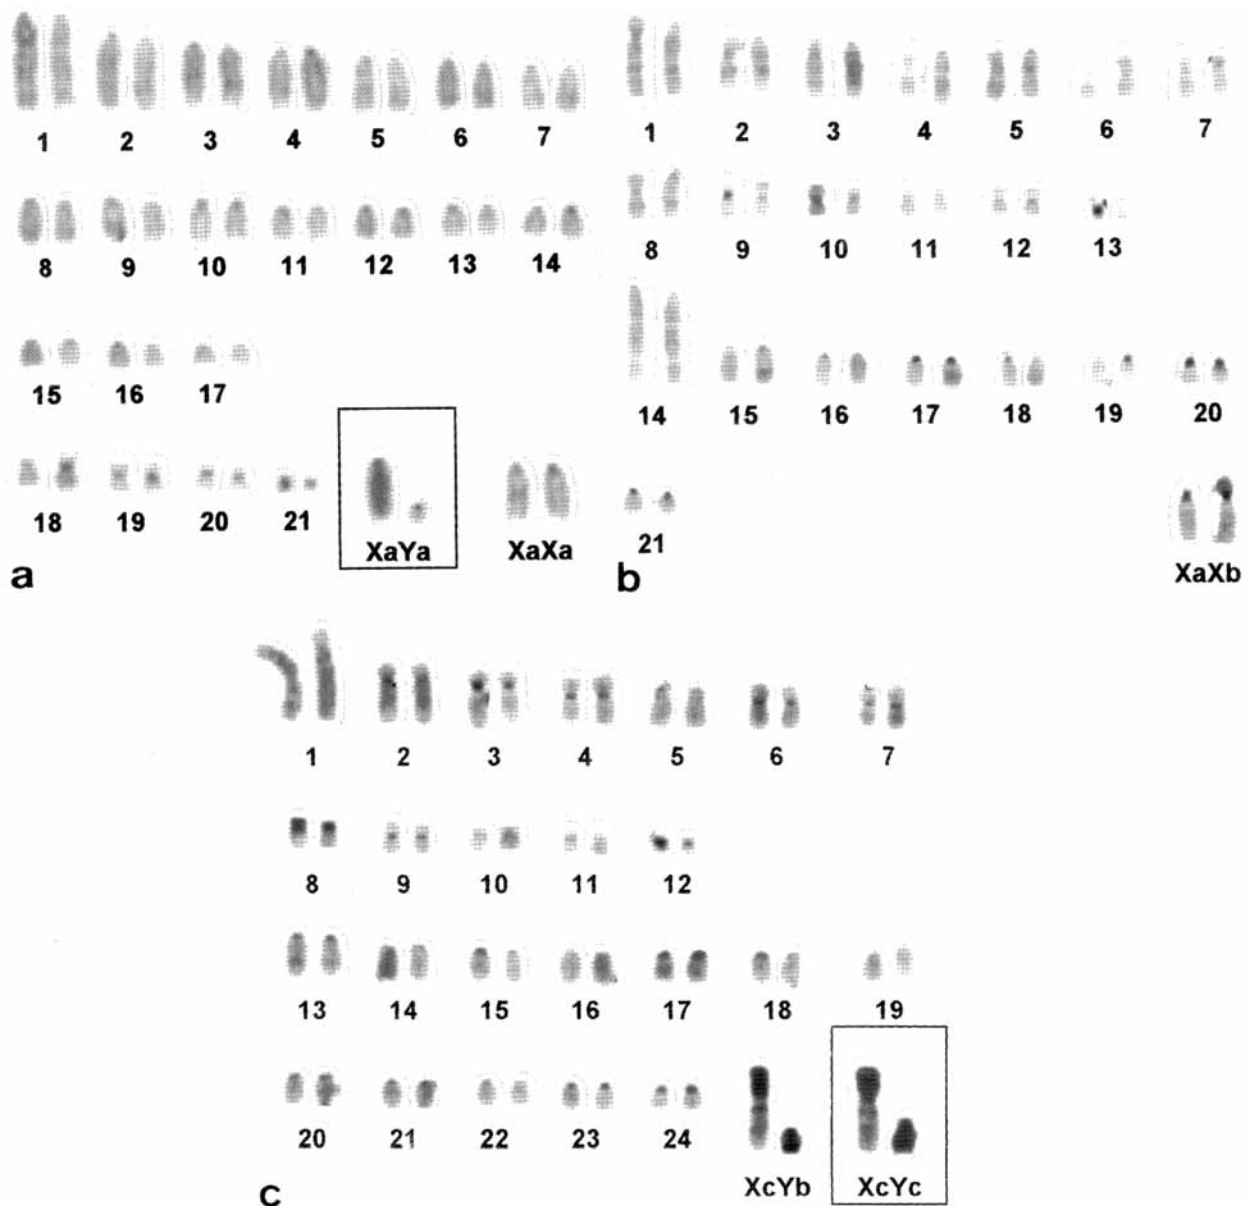 1 2 3 4 5 6 7
8 9 10 11 12 13 14
15 16 17
18 19 20 21 XaYa XaXa
a
1 2 3 4 5 6 7
8 9 10 11 12 13
14 15 16 17 18 19 20
21 XaXb
b
1 2 3 4 5 6 7
8 9 10 11 12
13 14 15 16 17 18 19
20 21 22 23 24 XcYb XcYc
c